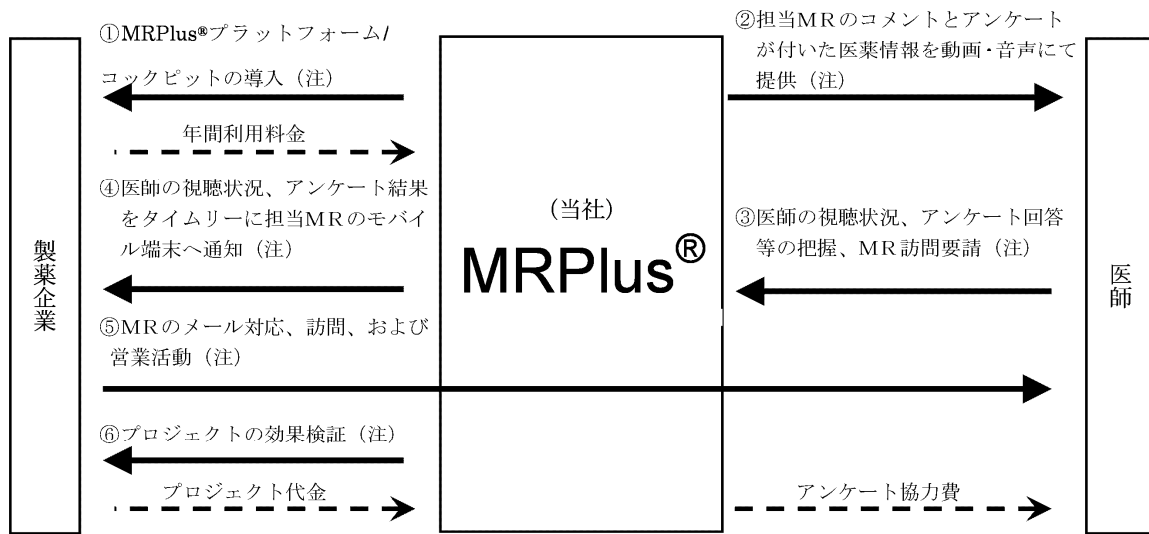 ①MRPlus®プラットフォーム/
コックピットの導入（注）
年間利用料金
④医師の視聴状況、アンケート結果
をタイムリーに担当ＭＲのモバイ
ル端末へ通知（注）
⑤ＭＲのメール対応、訪問、および
営業活動（注）
⑥プロジェクトの効果検証（注）
プロジェクト代金
製薬企業
（当社）
MRPlus®
②担当ＭＲのコメントとアンケート
が付いた医薬情報を動画・音声にて
提供（注）
③医師の視聴状況、アンケート回答
等の把握、ＭＲ訪問要請（注）
アンケート協力費
医師